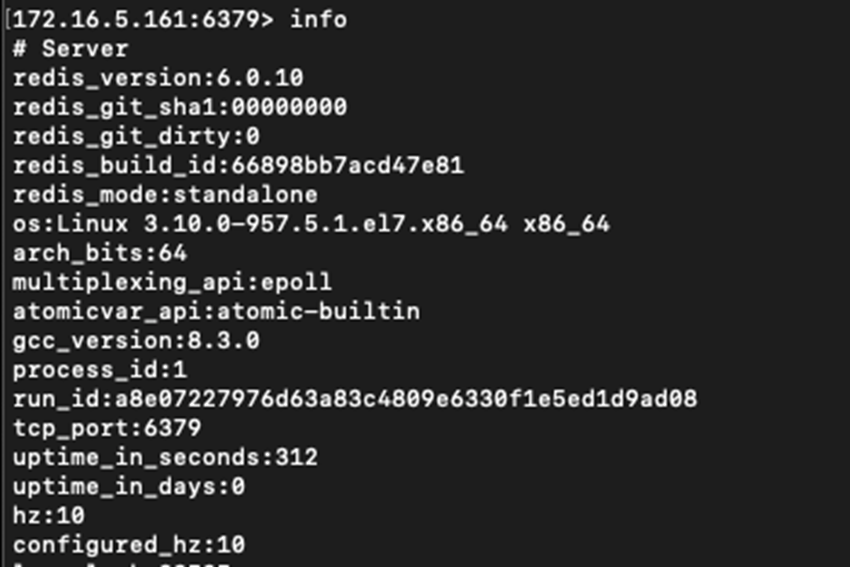 [172.16.5.161:6379> info
# Server
redis_version:6.0.10
redis_git_sha1:00000000
redis_git_dirty:0
redis_build_id:66898bb7acd47e81
redis_mode:standalone
os:Linux 3.10.0-957.5.1.el7.x86_64 x86_64
arch_bits:64
multiplexing_api:epoll
atomicvar_api:atomic-builtin
gcc_version:8.3.0
process_id:1
run_id:a8e07227976d63a83c4809e6330f1e5ed1d9ad08
tcp_port:6379
uptime_in_seconds:312
uptime_in_days:0
hz:10
configured_hz:10